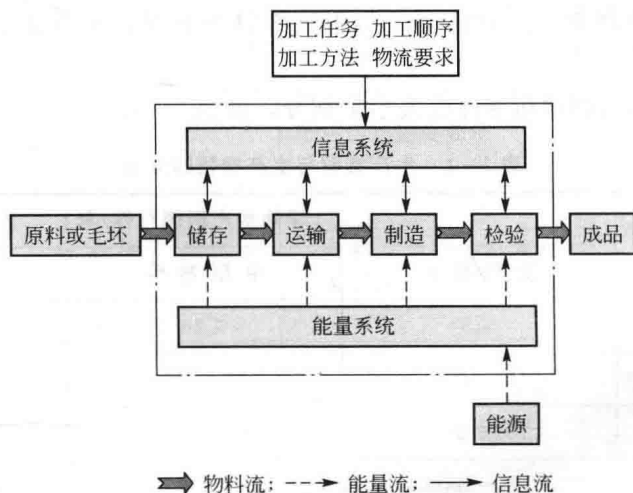 加工任务 加工顺序
加工方法 物流要求
信息系统
原料或毛坯 储存 运输 制造 检验 成品
能量系统
能源
物料流； 能量流； 信息流